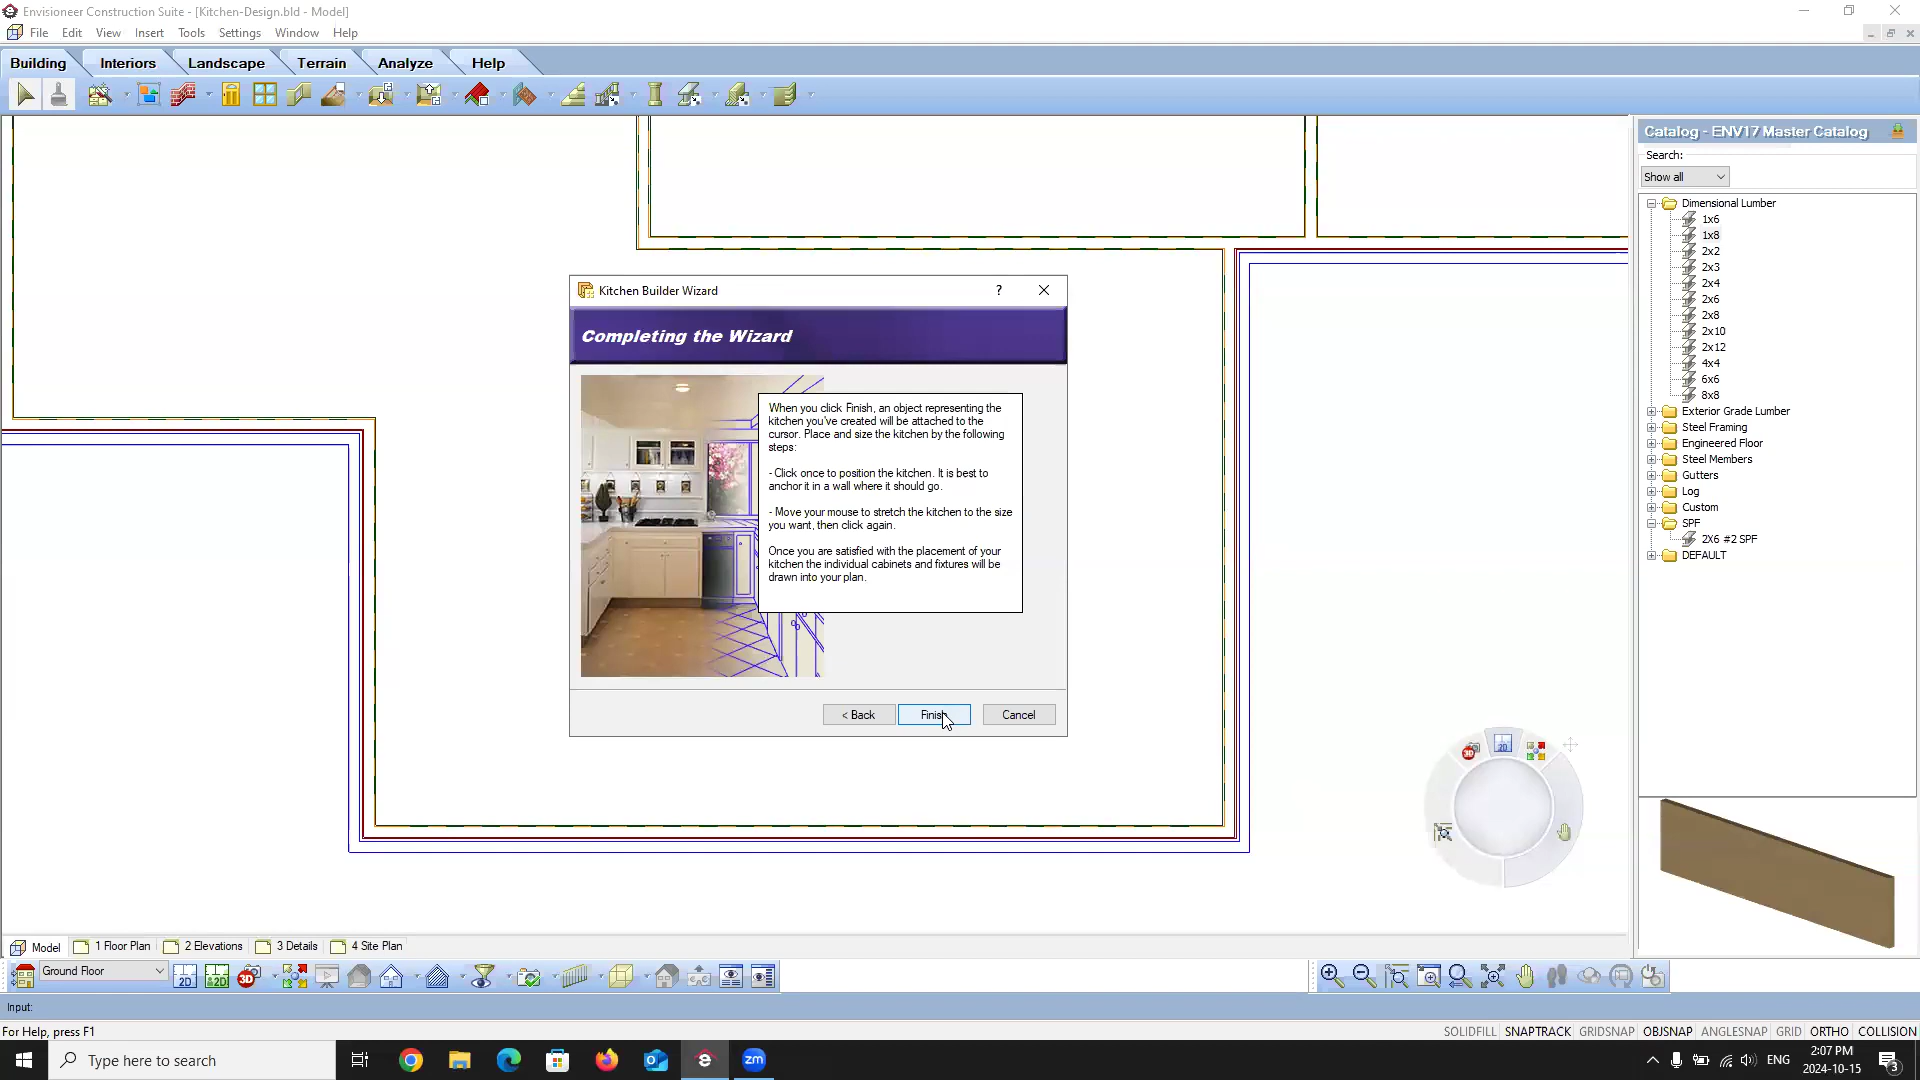 Envisioneer Construction Suite - [Kitchen-Design.bld - Model]
File Edit View Insert Tools Settings Window Help
Building Interiors Landscape Terrain Analyze Help
Catalog - ENV17 Master Catalog
Search:
Show all
Dimensional Lumber
1x6
1x8
2x2
2x3
2x4
2x6
2x8
2x10
2x12
4x4
6x6
8x8
Exterior Grade Lumber
Steel Framing
Engineered Floor
Steel Members
Gutters
Log
Custom
SPF
2X6 #2 SPF
DEFAULT
Kitchen Builder Wizard ?
Completing the Wizard
When you click Finish, an object representing the
kitchen you've created will be attached to the
cursor. Place and size the kitchen by the following
steps:
- Click once to position the kitchen. It is best to
anchor it in a wall where it should go.
- Move your mouse to stretch the kitchen to the size
you want, then click again.
Once you are satisfied with the placement of your
kitchen the individual cabinets and fixtures will be
drawn into your plan.
< Back Finish Cancel
3D 2D
Model 1 Floor Plan 2 Elevations 3 Details 4 Site Plan
Ground Floor 2D 2D 3D
Input:
For Help, press F1
SOLIDFILL SNAPTRACK GRIDSNAP OBJSNAP ANGLESNAP GRID ORTHO COLLISION
Type here to search
zm
ENG
2:07 PM
2024-10-15
3